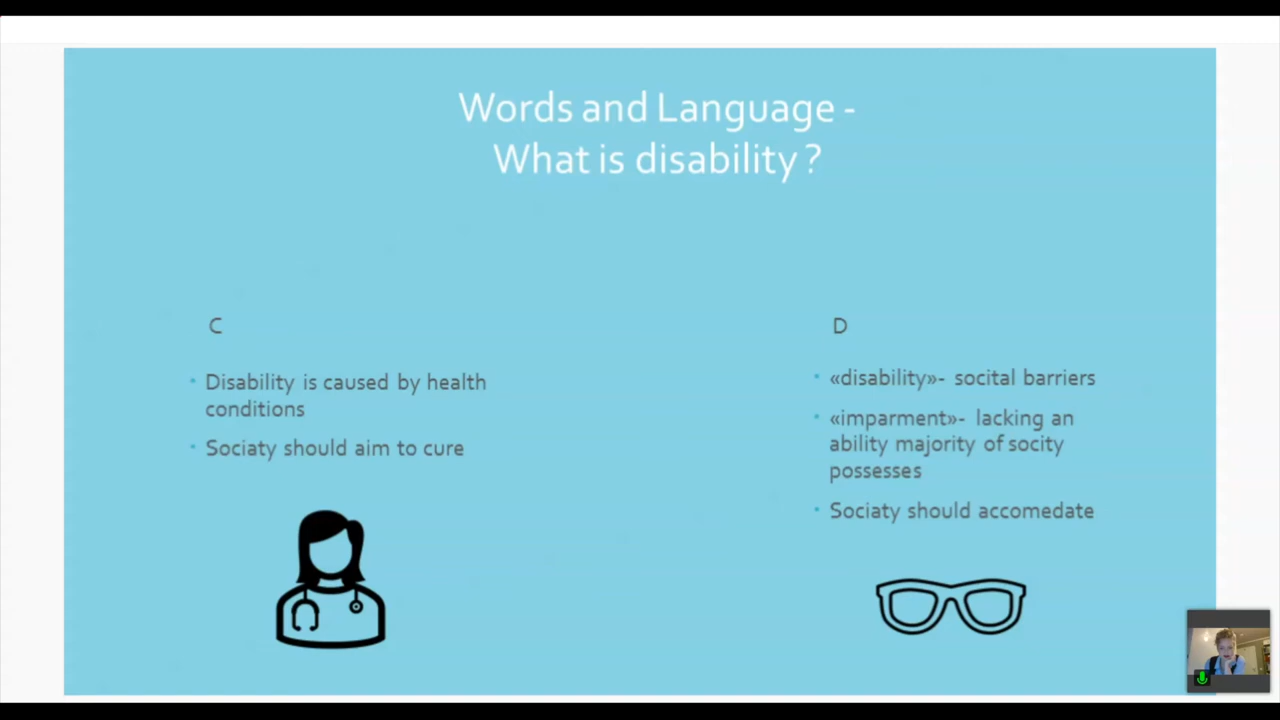 Words and Language -
What is disability ?
C
Disability is caused by health
conditions
Sociaty should aim to cure
D
«disability»- socital barriers
«imparment»- lacking an
ability majority of socity
possesses
Sociaty should accomedate